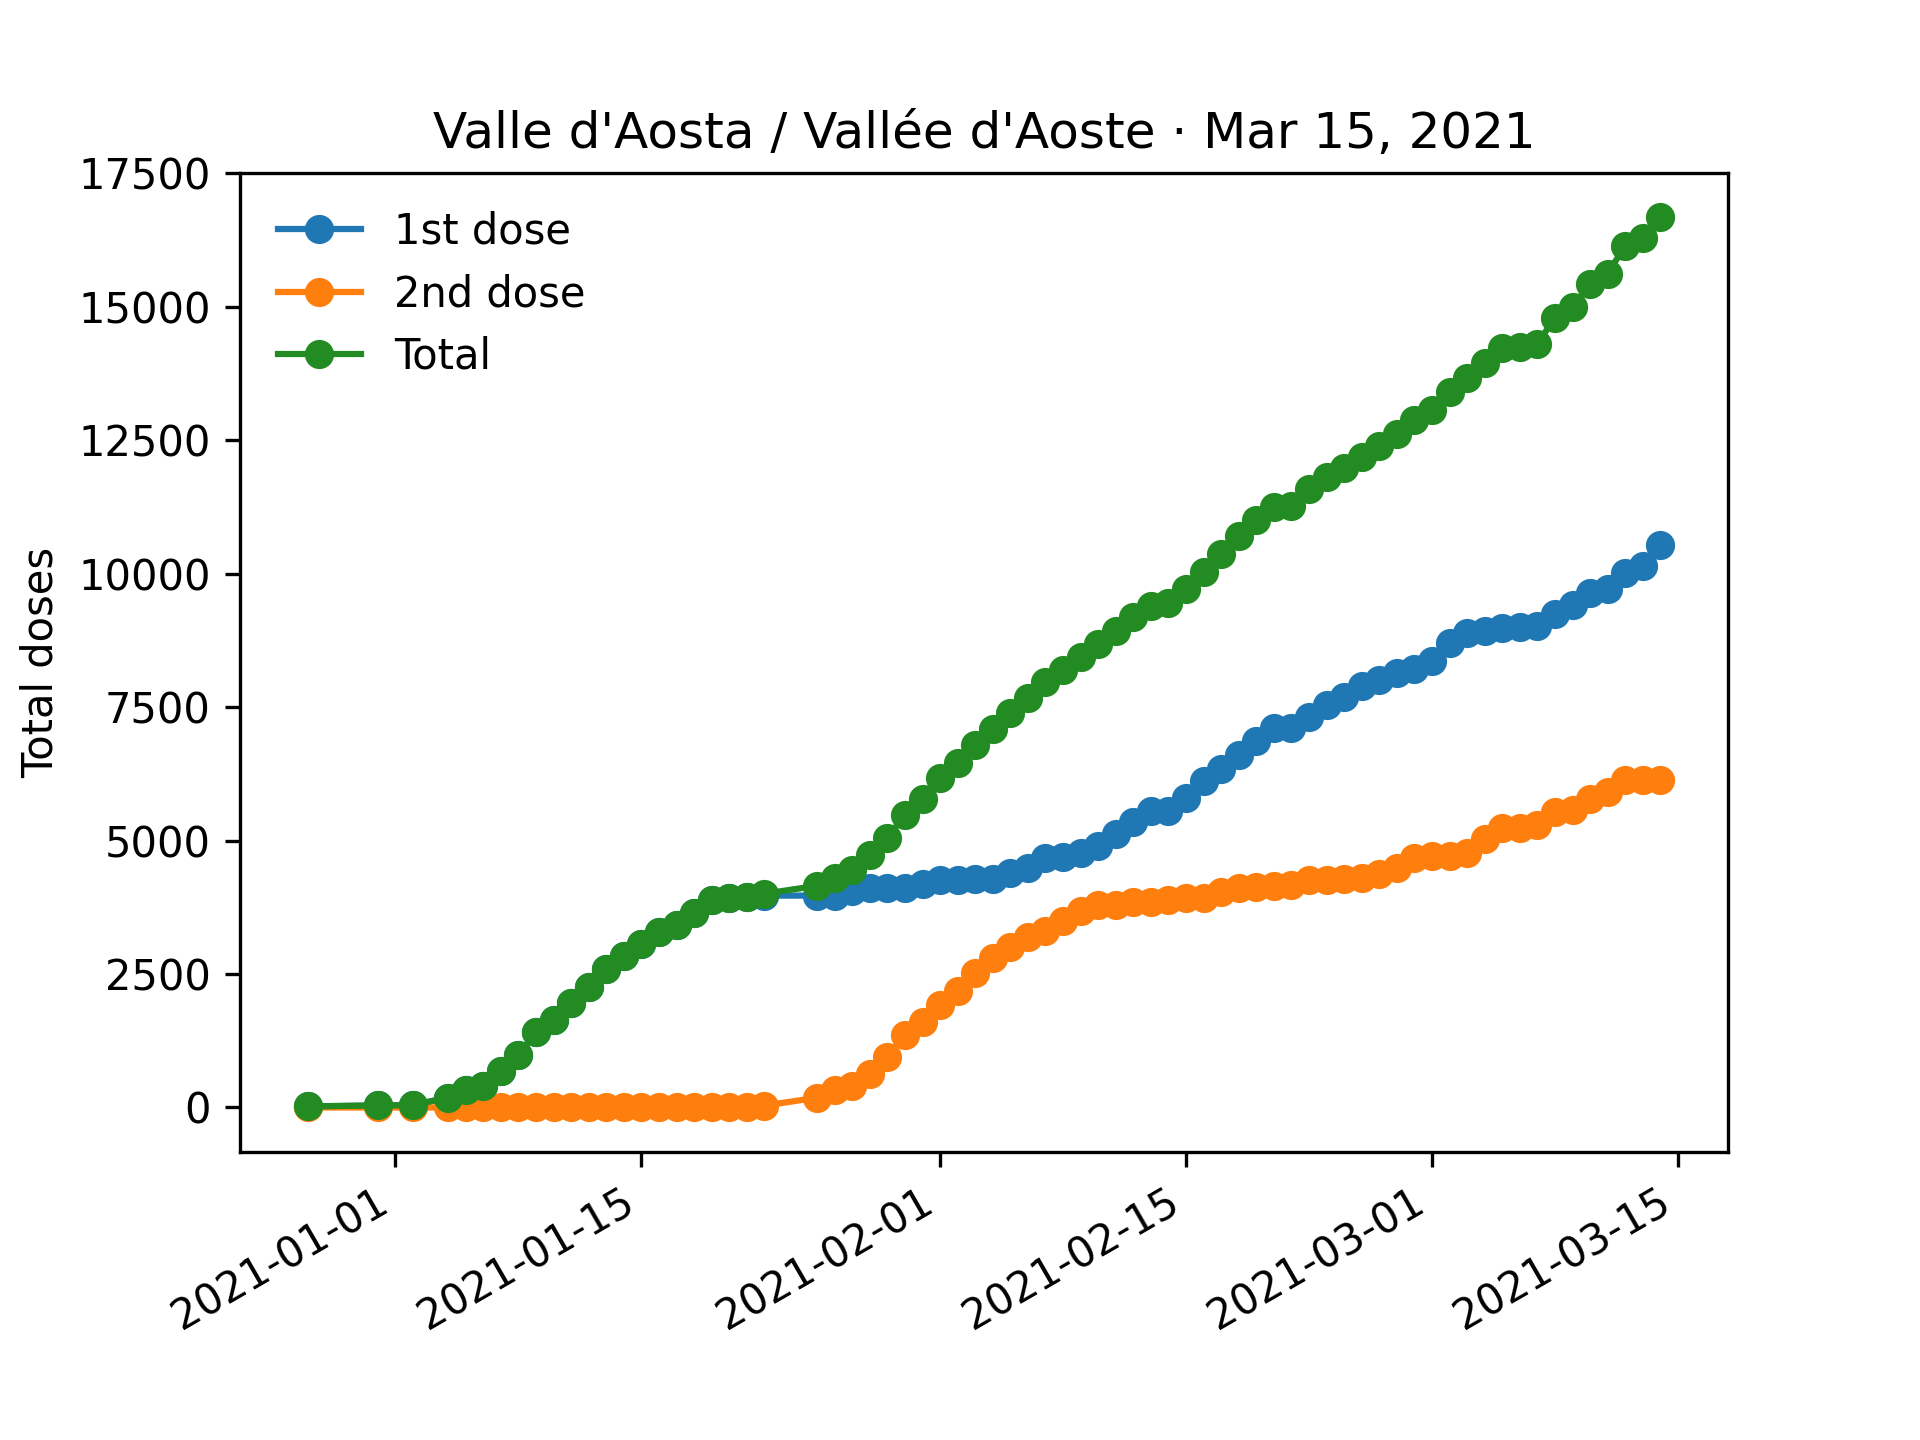 Valle d'Aosta / Vallée d'Aoste · Mar 15, 2021
17500
15000
12500
10000
7500
5000
2500
0
Total doses
1st dose
2nd dose
Total
2021-01-01
2021-01-15
2021-02-01
2021-02-15
2021-03-01
2021-03-15